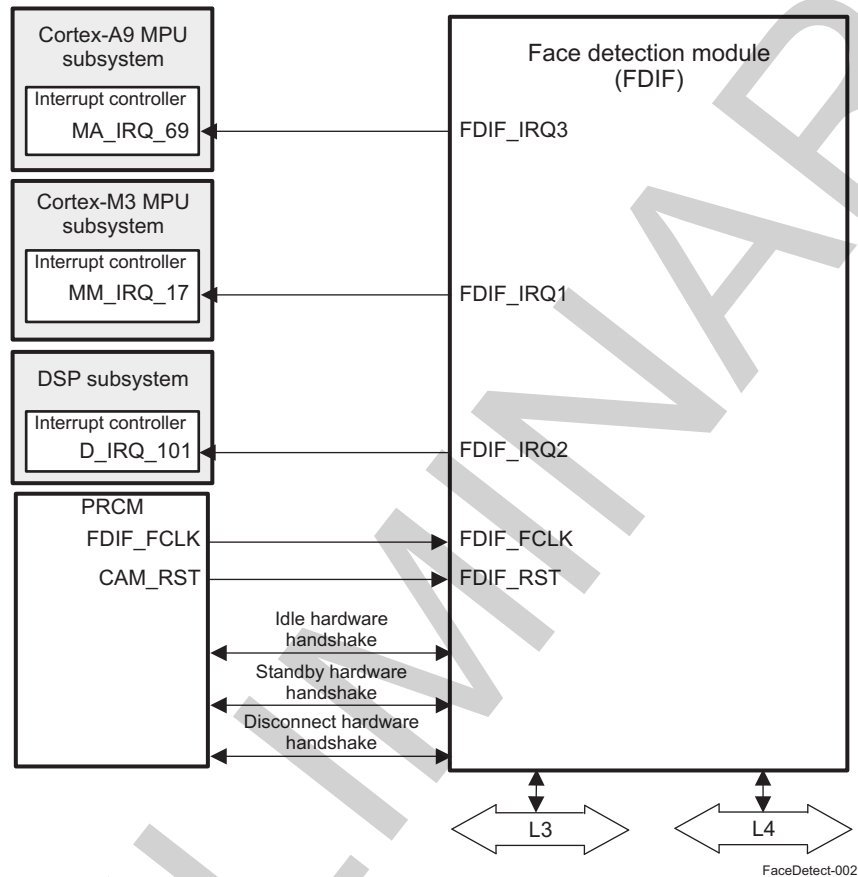 Cortex-A9 MPU
subsystem
Interrupt controller
MA_IRQ_69
Cortex-M3 MPU
subsystem
Interrupt controller
MM_IRQ_17
DSP subsystem
Interrupt controller
D_IRQ_101
PRCM
FDIF_FCLK
CAM_RST
Idle hardware
handshake
Standby hardware
handshake
Disconnect hardware
handshake
Face detection module
(FDIF)
FDIF_IRQ3
FDIF_IRQ1
FDIF_IRQ2
FDIF_FCLK
FDIF_RST
L3
L4
FaceDetect-002
LIMINAR